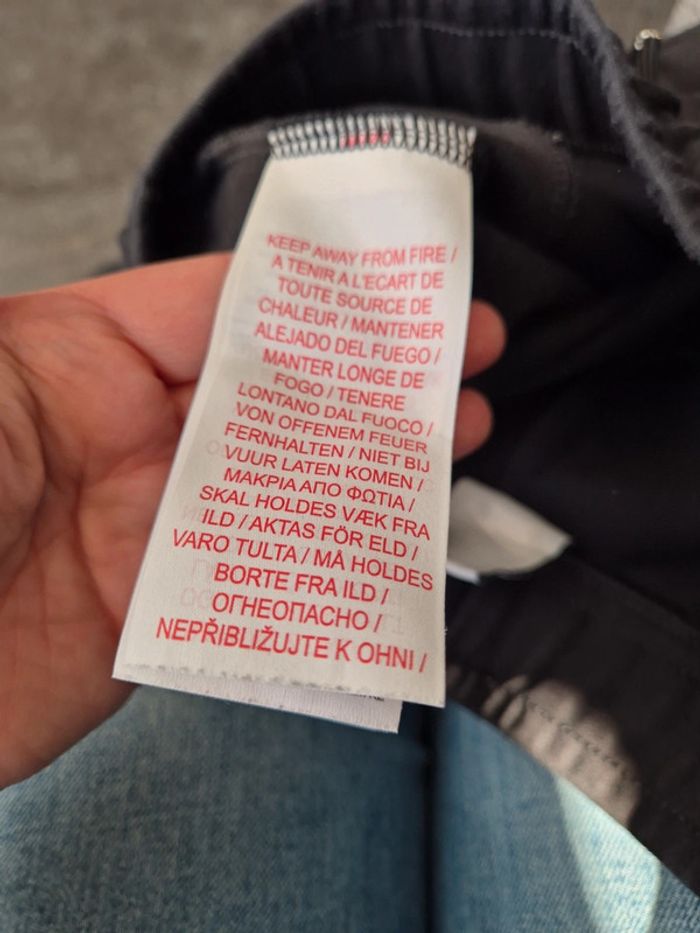 KEEP AWAY FROM FIRE /
A TENIR A L'ECART DE
TOUTE SOURCE DE
CHALEUR / MANTENER
ALEJADO DEL FUEGO /
MANTER LONGE DE
FOGO / TENERE
LONTANO DAL FUOCO /
VON OFFENEM FEUER
FERNHALTEN / NIET BIJ
VUUR LATEN KOMEN /
ΜΑΚΡΙΑ ΑΠΟ ΦΩΤΙΑ /
SKAL HOLDES VÆK FRA
ILD / AKTAS FÖR ELD /
VARO TULTA / MÅ HOLDES
BORTE FRA ILD /
ОГНЕОПАСНО /
NEPŘIBLIŽUJTE K OHNI /